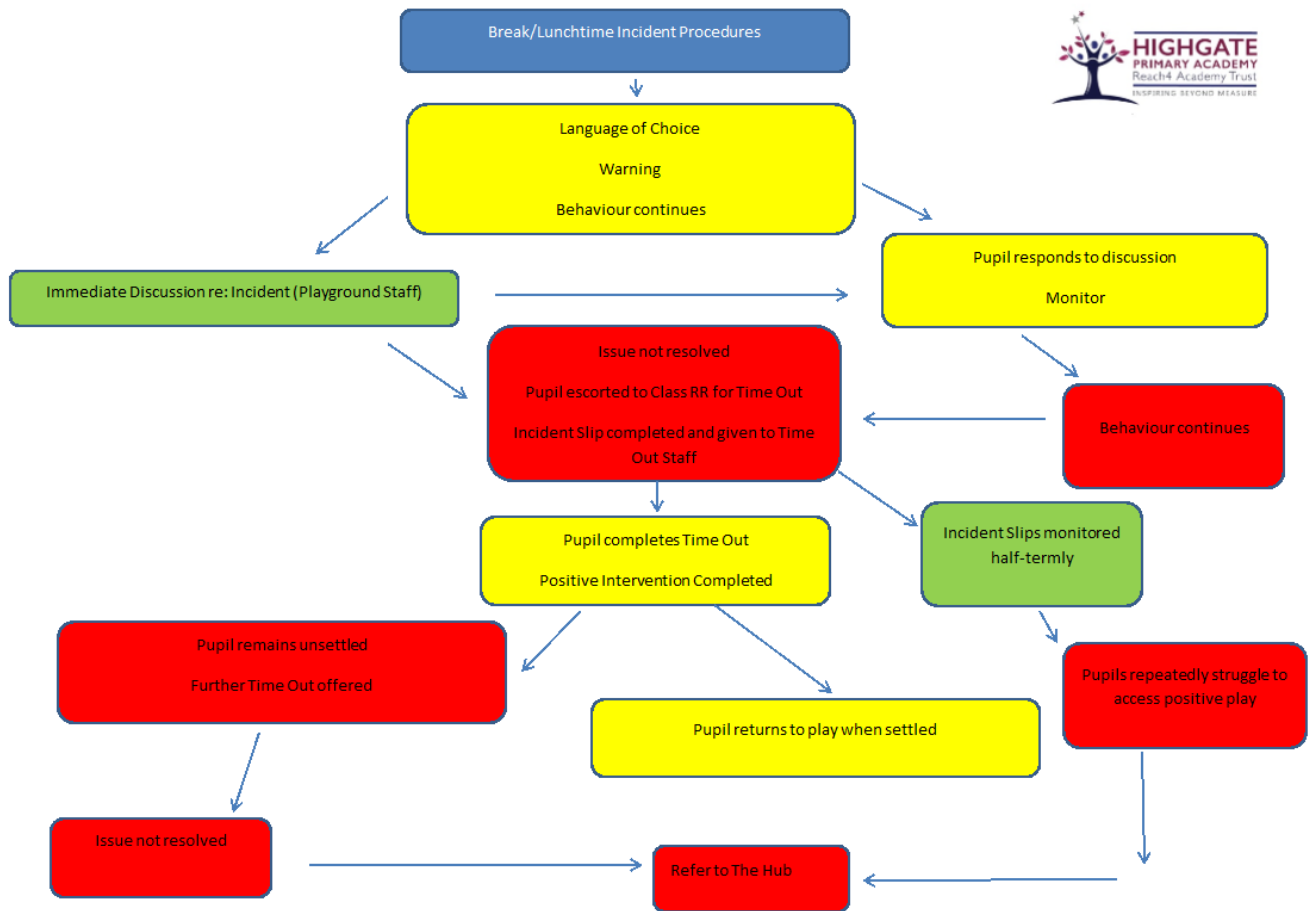 Break/Lunchtime Incident Procedures
HIGHGATE
PRIMARY ACADEMY
Reach4 Academy Trust
INSPIRING BEYOND MEASURE
Language of Choice
Warning
Behaviour continues
Immediate Discussion re: Incident (Playground Staff)
Pupil responds to discussion
Monitor
Issue not resolved
Pupil escorted to Class RR for Time Out
Incident Slip completed and given to Time
Out Staff
Behaviour continues
Pupil completes Time Out
Positive Intervention Completed
Incident Slips monitored
half-termly
Pupil remains unsettled
Further Time Out offered
Pupil returns to play when settled
Pupils repeatedly struggle to
access positive play
Issue not resolved
Refer to The Hub